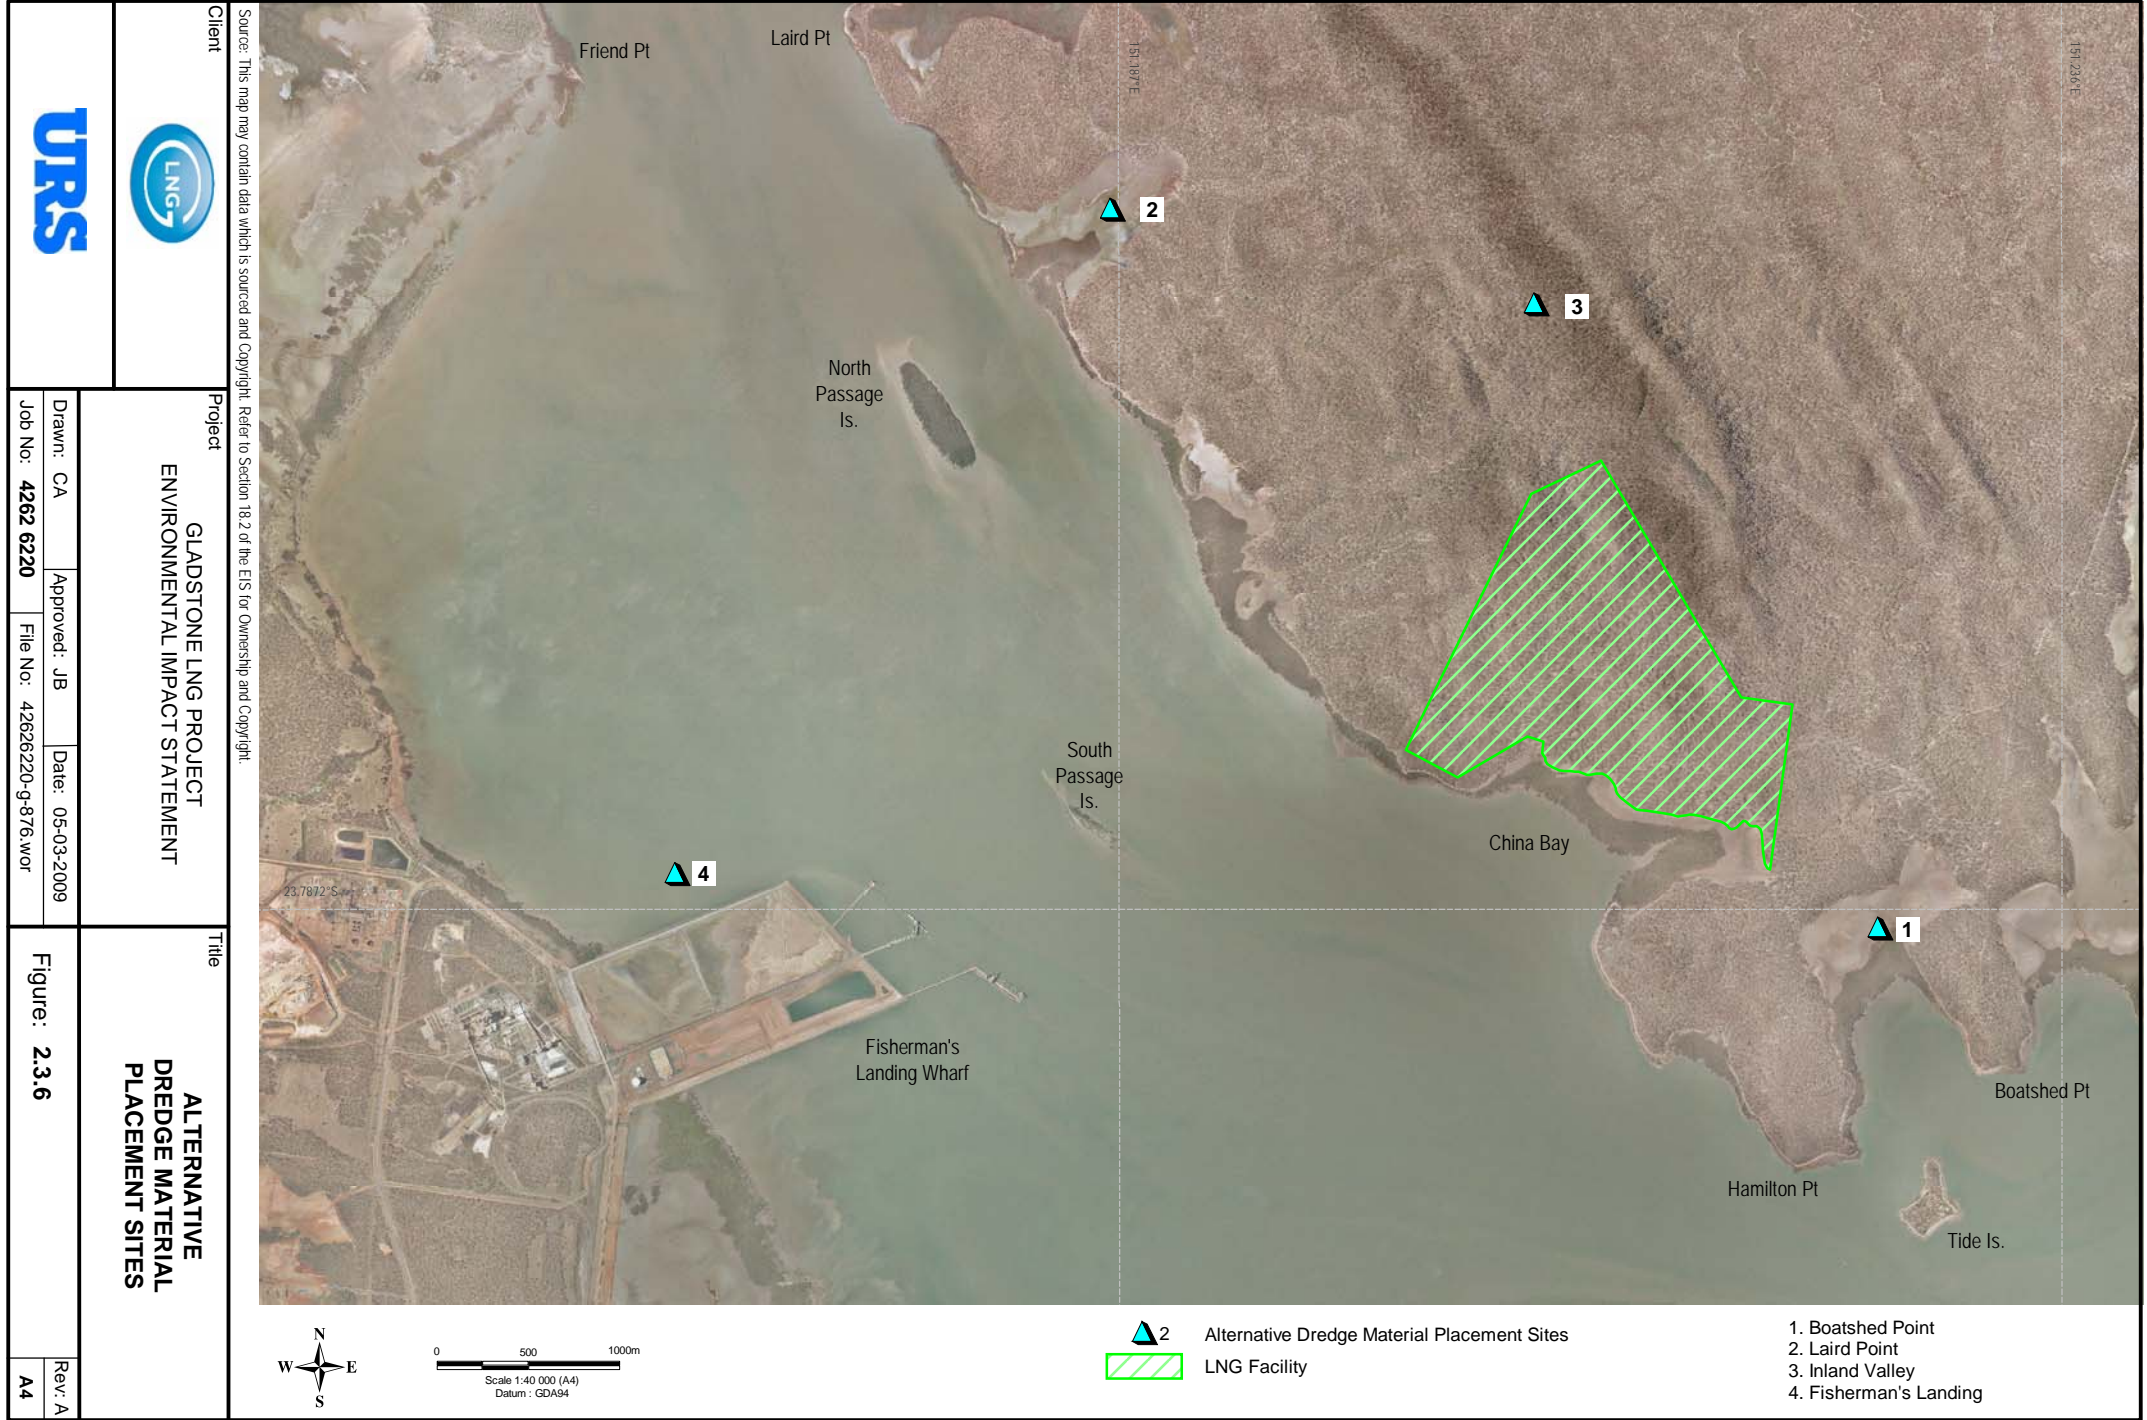 Friend Pt
Laird Pt
151.187°E
151.236°E
2
3
North
Passage
Is.
South
Passage
Is.
China Bay
4
23.7872°S
1
Fisherman's
Landing Wharf
Boatshed Pt
Hamilton Pt
Tide Is.
N
W E
S
0 500 1000m
Scale 1:40 000 (A4)
Datum : GDA94
2 Alternative Dredge Material Placement Sites
LNG Facility
1. Boatshed Point
2. Laird Point
3. Inland Valley
4. Fisherman's Landing
Source: This map may contain data which is sourced and Copyright. Refer to Section 18.2 of the EIS for Ownership and Copyright.
Client
LNG
URS
Project
GLADSTONE LNG PROJECT
ENVIRONMENTAL IMPACT STATEMENT
Drawn: CA
Approved: JB
Date: 05-03-2009
Job No: 4262 6220
File No: 42626220-g-876.wor
Title
ALTERNATIVE
DREDGE MATERIAL
PLACEMENT SITES
Figure: 2.3.6
Rev: A
A4